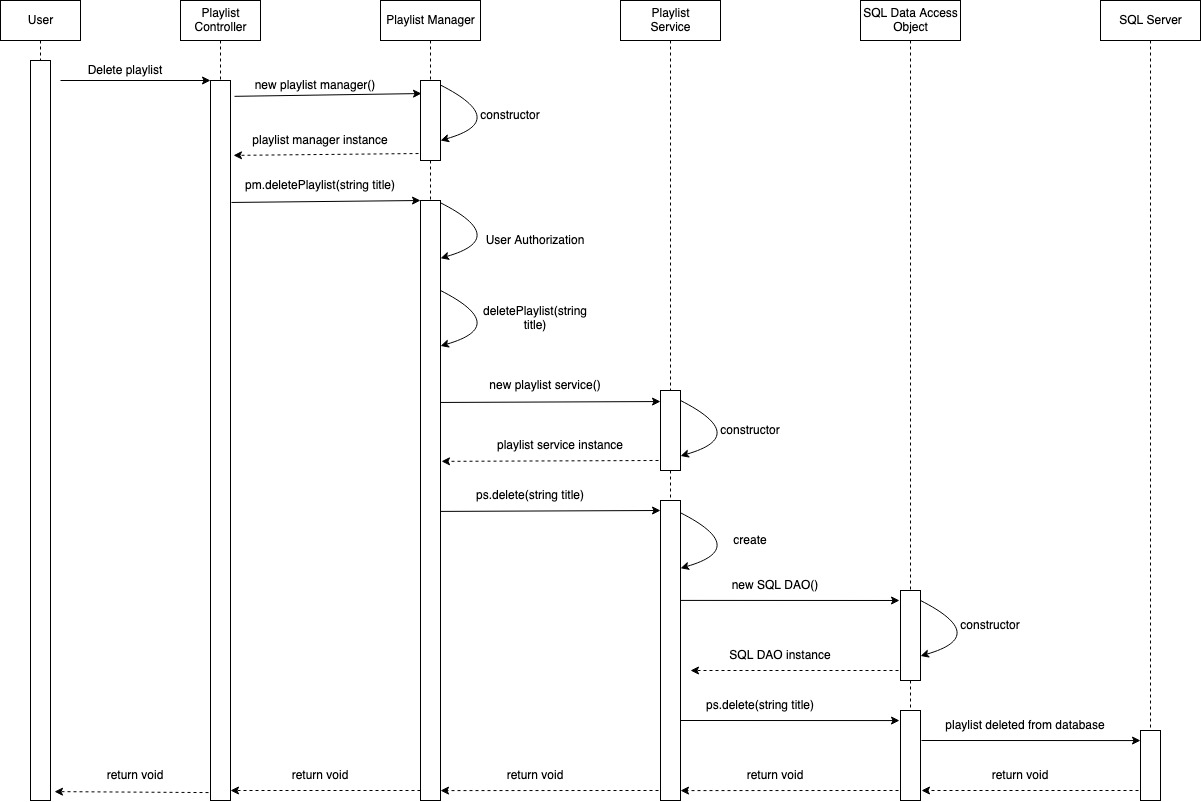 User
Playlist
Controller
Playlist Manager
Playlist
Service
SQL Data Access
Object
SQL Server
Delete playlist
new playlist manager()
constructor
playlist manager instance
pm.deletePlaylist(string title)
User Authorization
deletePlaylist(string
title)
new playlist service()
constructor
playlist service instance
ps.delete(string title)
create
new SQL DAO()
constructor
SQL DAO instance
ps.delete(string title)
playlist deleted from database
return void
return void
return void
return void
return void